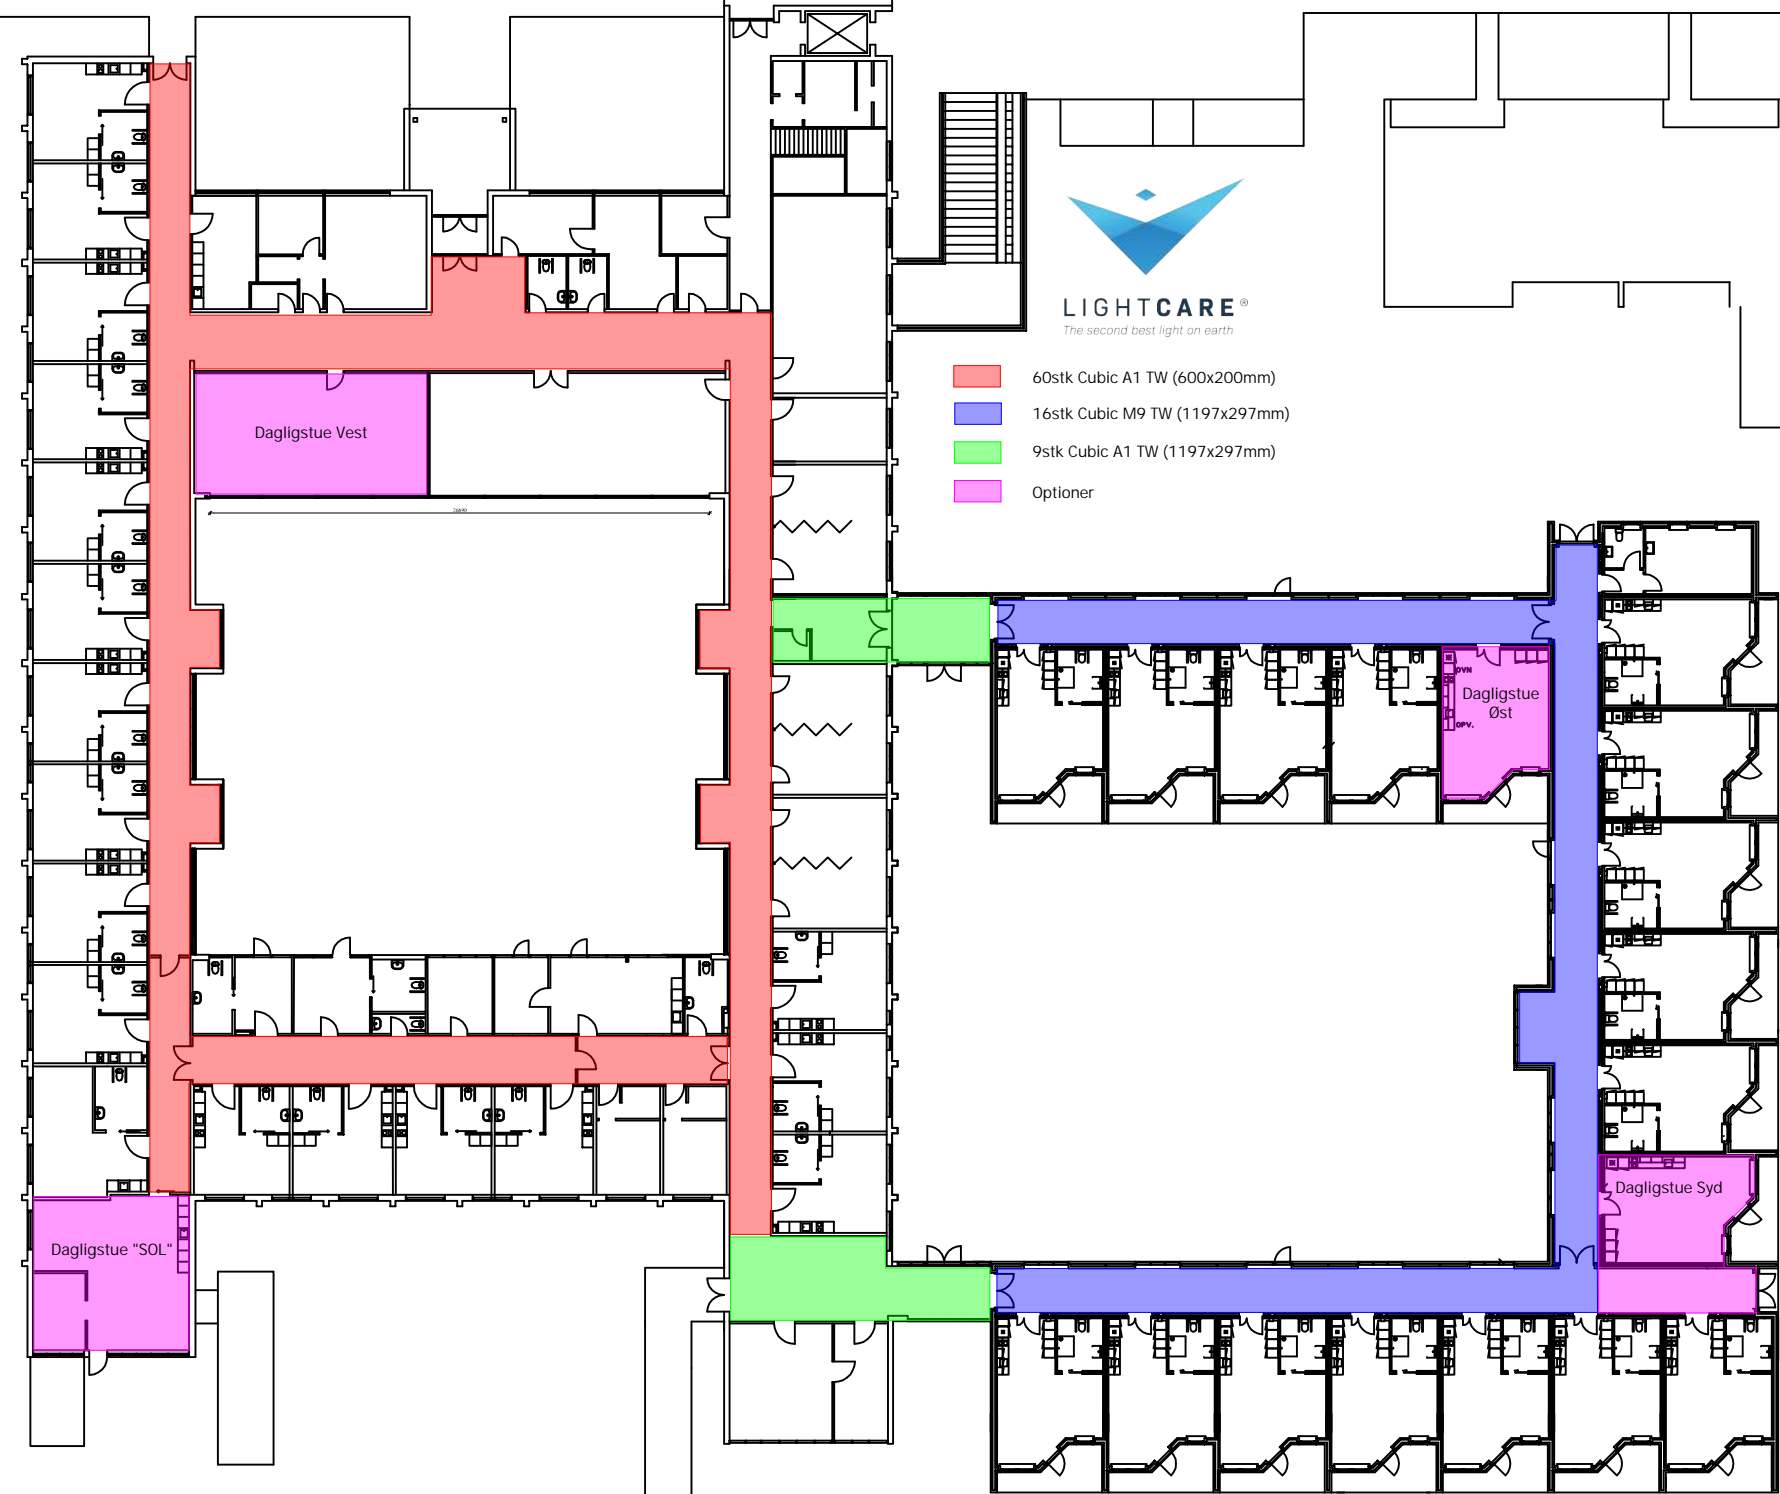 LIGHTCARE®
The second best light on earth
60stk Cubic A1 TW (600x200mm)
16stk Cubic M9 TW (1197x297mm)
9stk Cubic A1 TW (1197x297mm)
Optioner
Dagligstue Vest
OVN
Dagligstue
Øst
OPV.
Dagligstue Syd
Dagligstue "SOL"